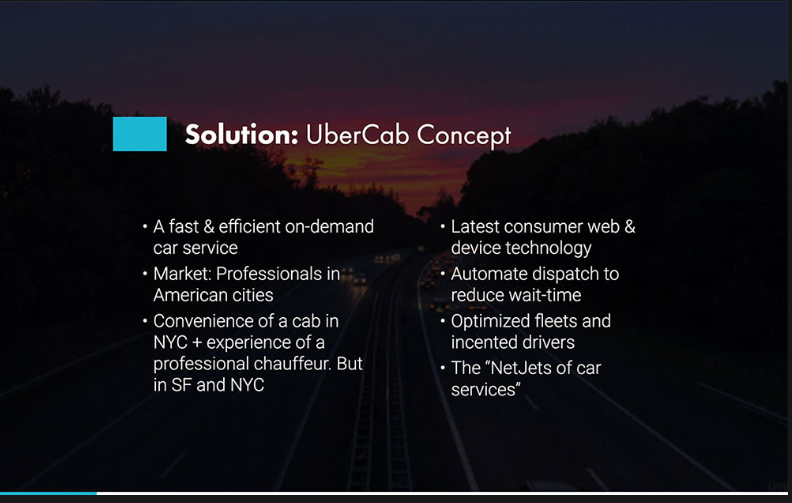 Solution: UberCab Concept
• A fast & efficient on-demand
car service
• Market: Professionals in
American cities
• Convenience of a cab in
NYC + experience of a
professional chauffeur. But
in SF and NYC
• Latest consumer web &
device technology
• Automate dispatch to
reduce wait-time
• Optimized fleets and
incented drivers
• The “NetJets of car
services”